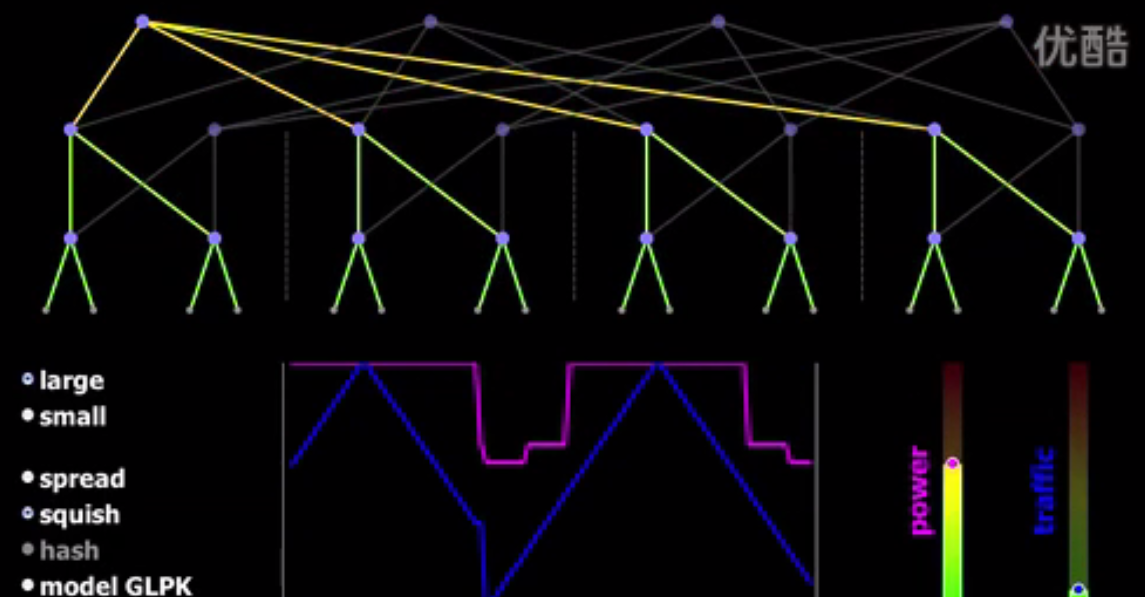 优酷
large
small
spread
squish
hash
model GLPK
power
traffic